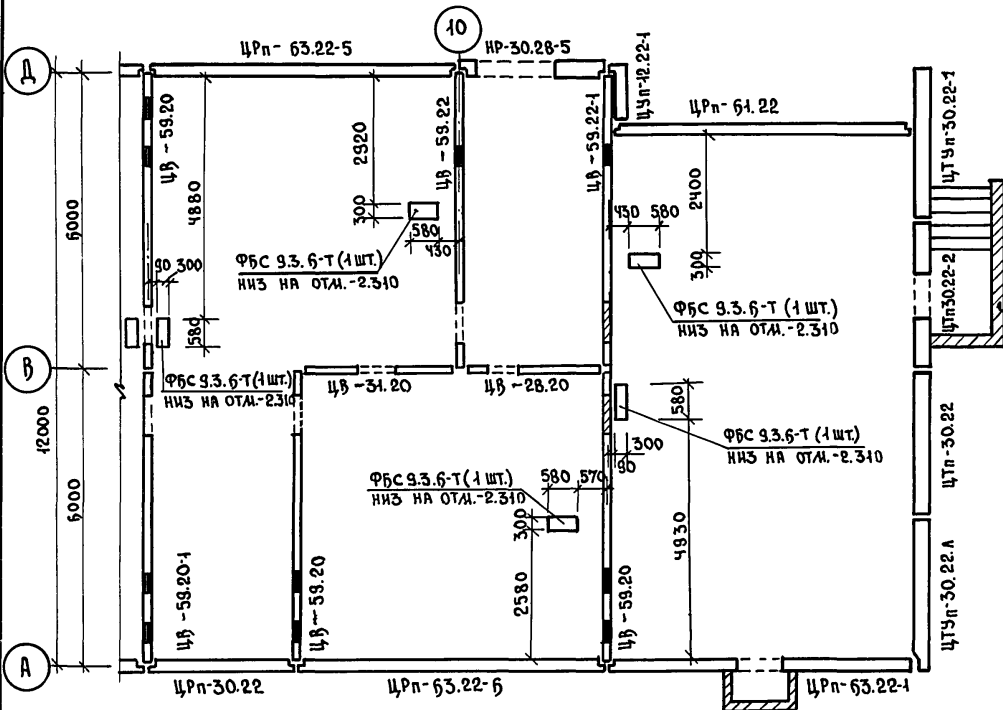 10
ЦРп- 63.22-5
НР-30.28-5
Д
ЦУп-12.22-1
ЦРп- 61.22
ЦТУп-30.22-1
ЦВ - 59.20
ЦВ - 59.22
ЦВ - 59.22-1
2920
2400
4880
6000
300
580
430
430 580
300
ФБС 9.3.6-Т (1 ШТ.)
НИЗ НА ОТМ.-2.310
90 300
580
ФБС 9.3.6-Т (1 ШТ.)
НИЗ НА ОТМ.-2.310
ЦТп30.22-2
В
ФБС 9.3.6-Т (1 ШТ.)
НИЗ НА ОТМ.-2.310
ЦВ -31.20
ЦВ -28.20
12000
6000
580
ФБС 9.3.6-Т (1 ШТ.)
НИЗ НА ОТМ.-2.310
300
90
ЦТп-30.22
ФБС 9.3.6-Т (1 ШТ.)
НИЗ НА ОТМ.-2.310
580 570
300
2580
4930
ЦВ - 59.20-1
ЦВ - 59.20
ЦВ - 59.20
ЦТУп-30.22.А
А
ЦРп-30.22
ЦРп- 63.22-6
ЦРп- 63.22-1